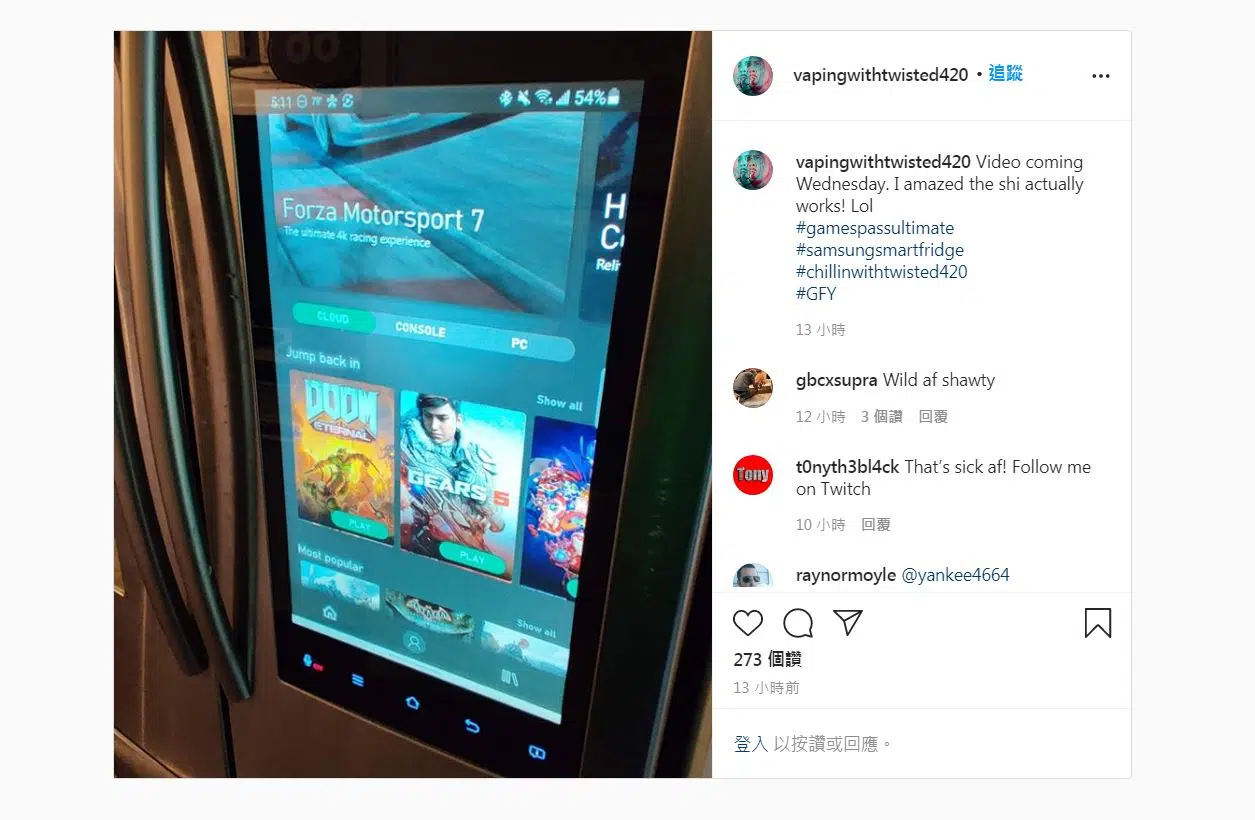 5:11
54%
Forza Motorsport 7
The ultimate 4k racing experience
H
Reli
CLOUD
CONSOLE
PC
Jump back in
Show all
DOOM
ETERNAL
GEARS 5
PLAY
PLAY
Most popular
Show all
vapingwithtwisted420 • 追蹤
vapingwithtwisted420 Video coming
Wednesday. I amazed the shi actually
works! Lol
#gamespassultimate
#samsungsmartfridge
#chillinwithtwisted420
#GFY
13 小時
gbcxsupra Wild af shawty
12 小時 3 個讚 回覆
Tony
t0nyth3bl4ck That's sick af! Follow me
on Twitch
10 小時 回覆
raynormoyle @yankee4664
273 個讚
13 小時前
登入 以按讚或回應。